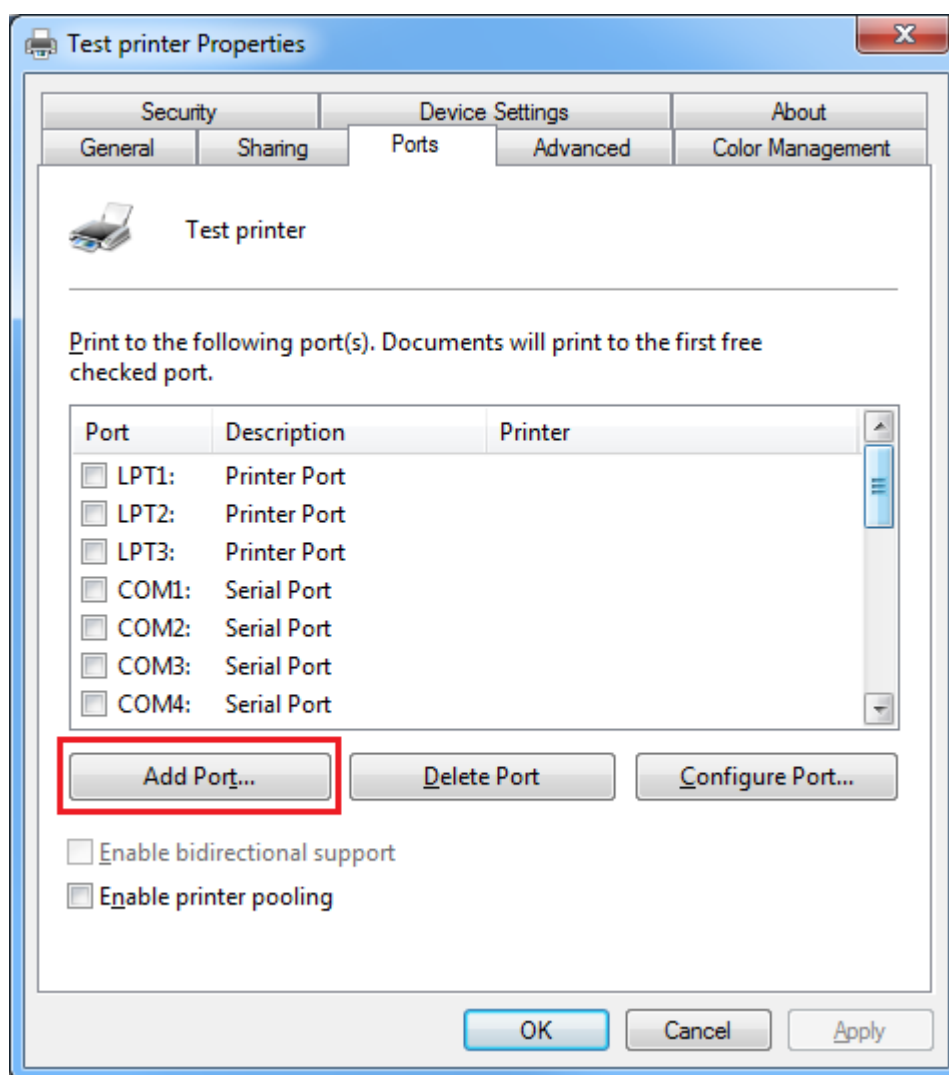 Test printer Properties
Security Device Settings About
General Sharing Ports Advanced Color Management
Test printer
Print to the following port(s). Documents will print to the first free
checked port.
Port Description Printer
LPT1: Printer Port
LPT2: Printer Port
LPT3: Printer Port
COM1: Serial Port
COM2: Serial Port
COM3: Serial Port
COM4: Serial Port
Add Port... Delete Port Configure Port...
Enable bidirectional support
Enable printer pooling
OK Cancel Apply